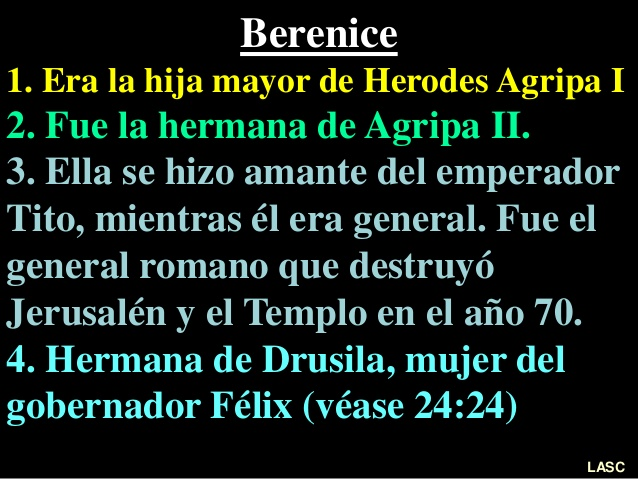 Berenice
1. Era la hija mayor de Herodes Agripa I
2. Fue la hermana de Agripa II.
3. Ella se hizo amante del emperador
Tito, mientras él era general. Fue el
general romano que destruyó
Jerusalén y el Templo en el año 70.
4. Hermana de Drusila, mujer del
gobernador Félix (véase 24:24)
LASC